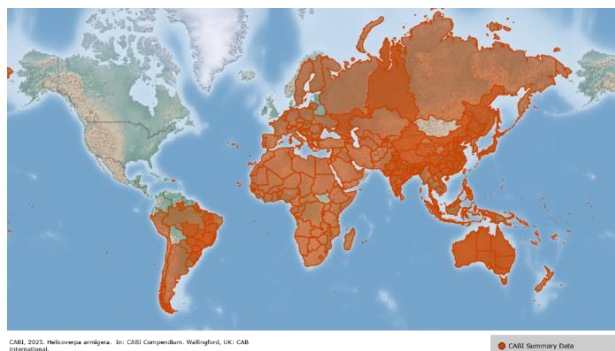 CABI, 2025. Helicoverpa armigera. In: CABI Compendium. Wallingford, UK: CAB
International.
CABI Summary Data